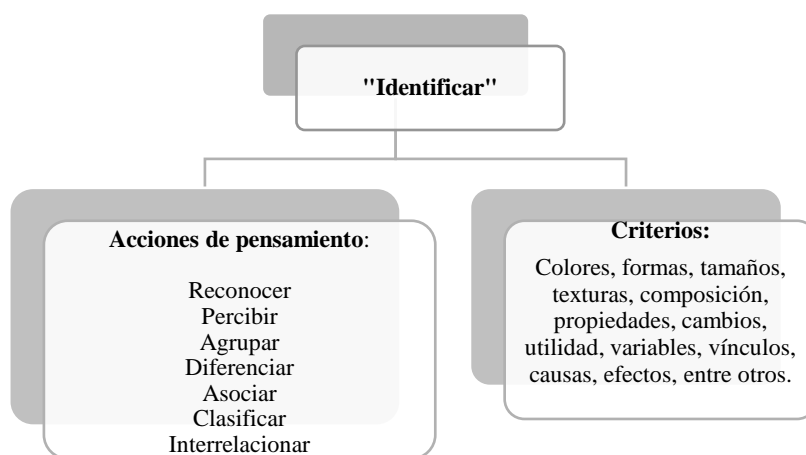 "Identificar"
Acciones de pensamiento:
Reconocer
Percibir
Agrupar
Diferenciar
Asociar
Clasificar
Interrelacionar
Criterios:
Colores, formas, tamaños,
texturas, composición,
propiedades, cambios,
utilidad, variables, vínculos,
causas, efectos, entre otros.